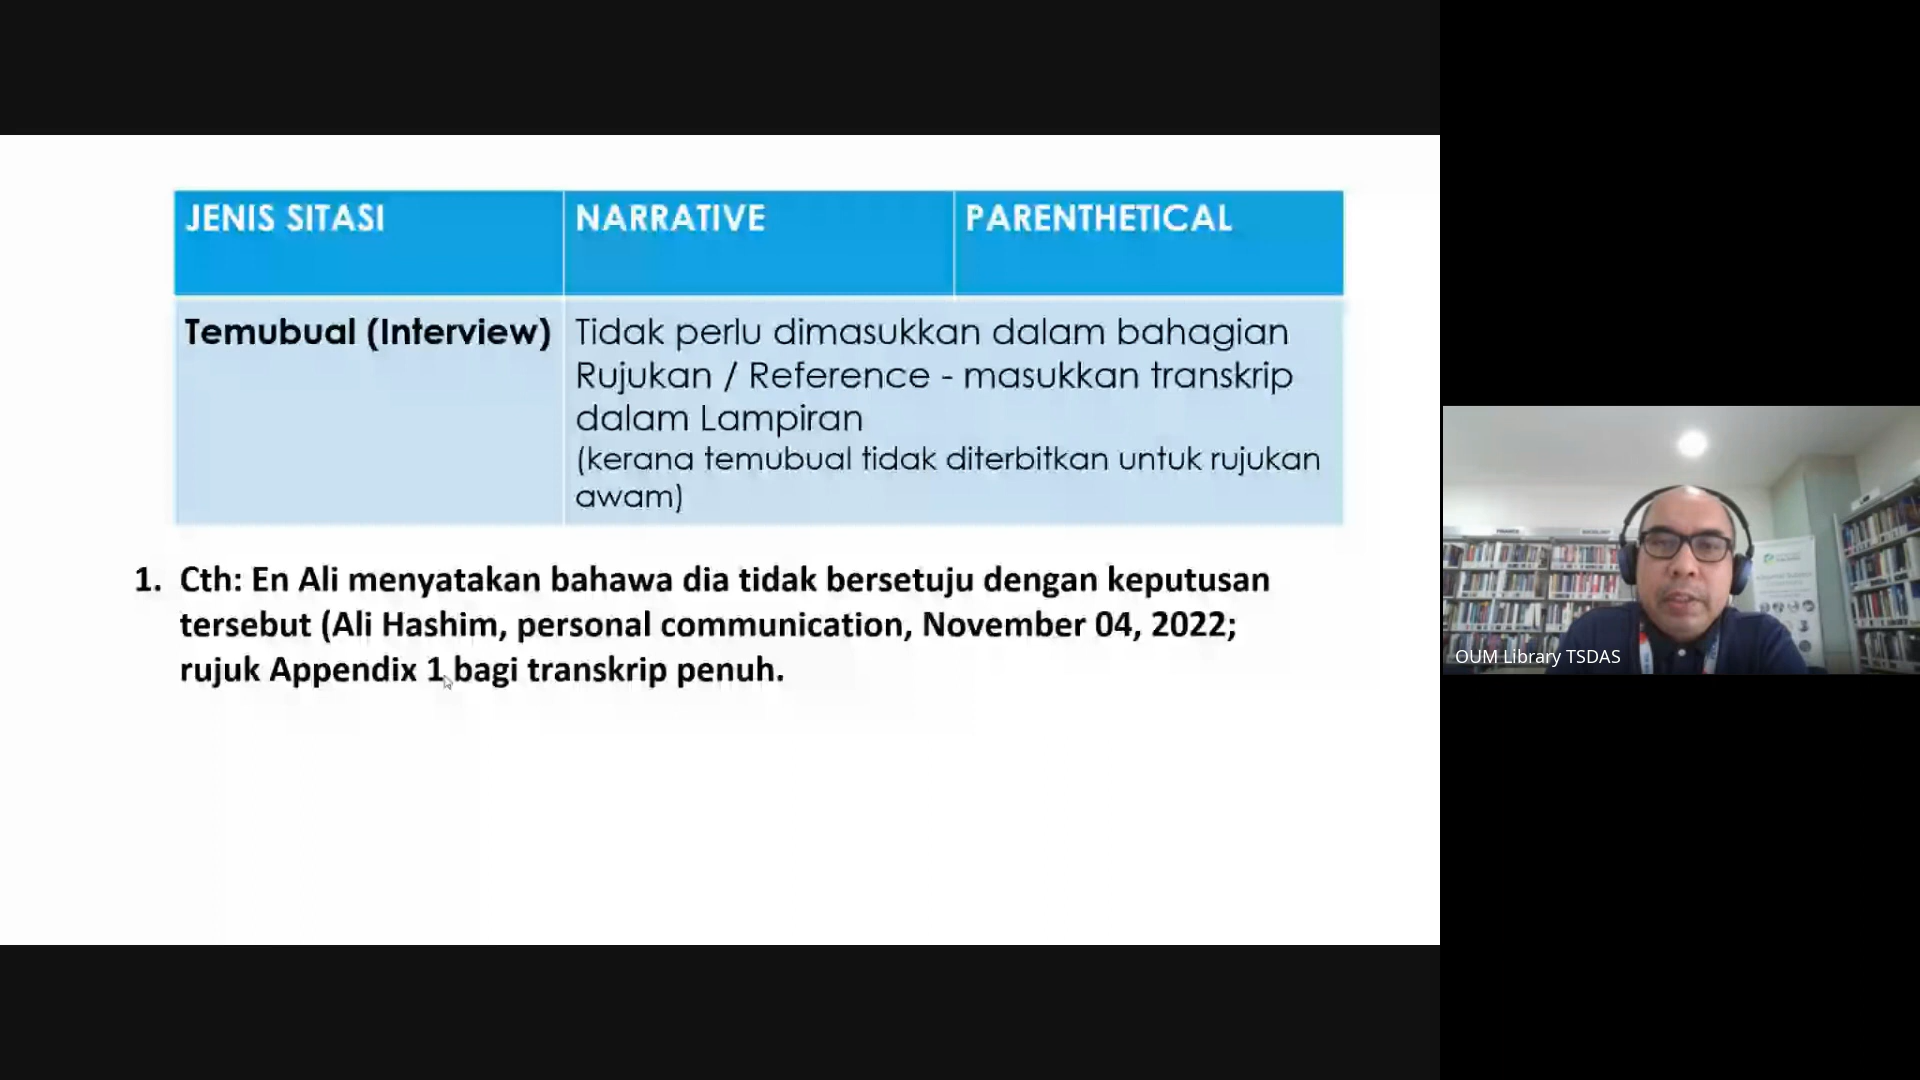 JENIS SITASI NARRATIVE PARENTHETICAL
Temubual (Interview)
Tidak perlu dimasukkan dalam bahagian
Rujukan / Reference - masukkan transkrip
dalam Lampiran
(kerana temubual tidak diterbitkan untuk rujukan
awam)
1. Cth: En Ali menyatakan bahawa dia tidak bersetuju dengan keputusan
tersebut (Ali Hashim, personal communication, November 04, 2022;
rujuk Appendix 1 bagi transkrip penuh.
OUM Library TSDAS